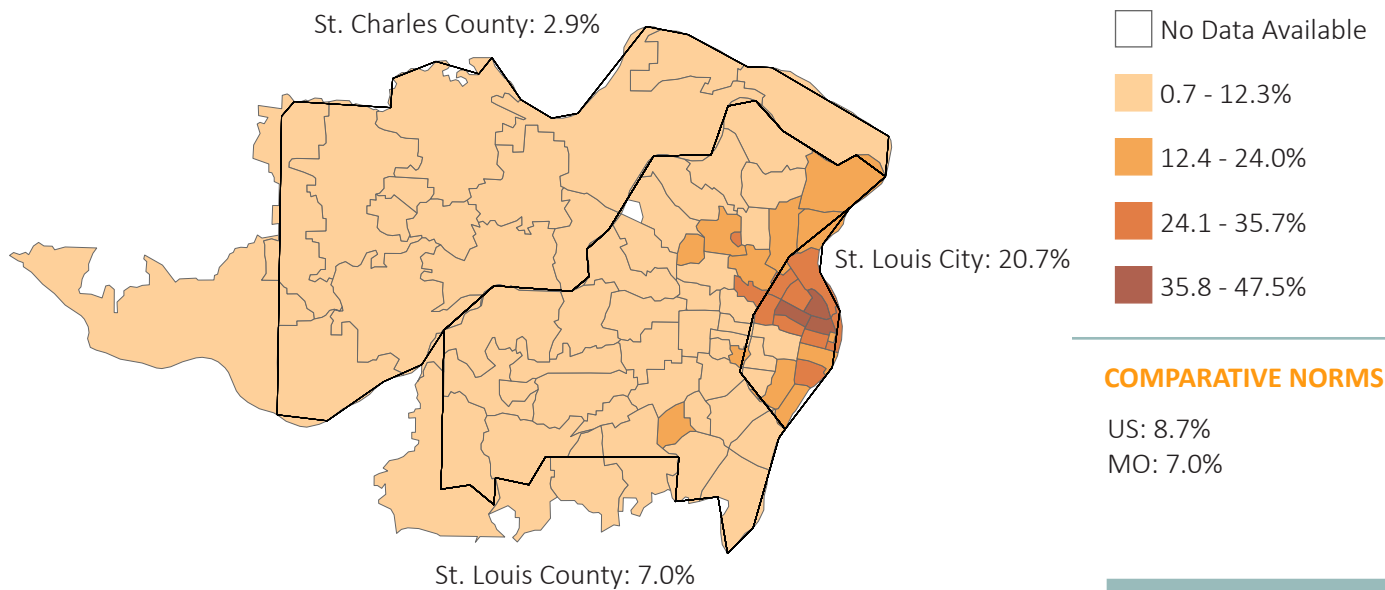 St. Charles County: 2.9%
St. Louis City: 20.7%
St. Louis County: 7.0%
No Data Available
0.7 - 12.3%
12.4 - 24.0%
24.1 - 35.7%
35.8 - 47.5%
COMPARATIVE NORMS
US: 8.7%
MO: 7.0%